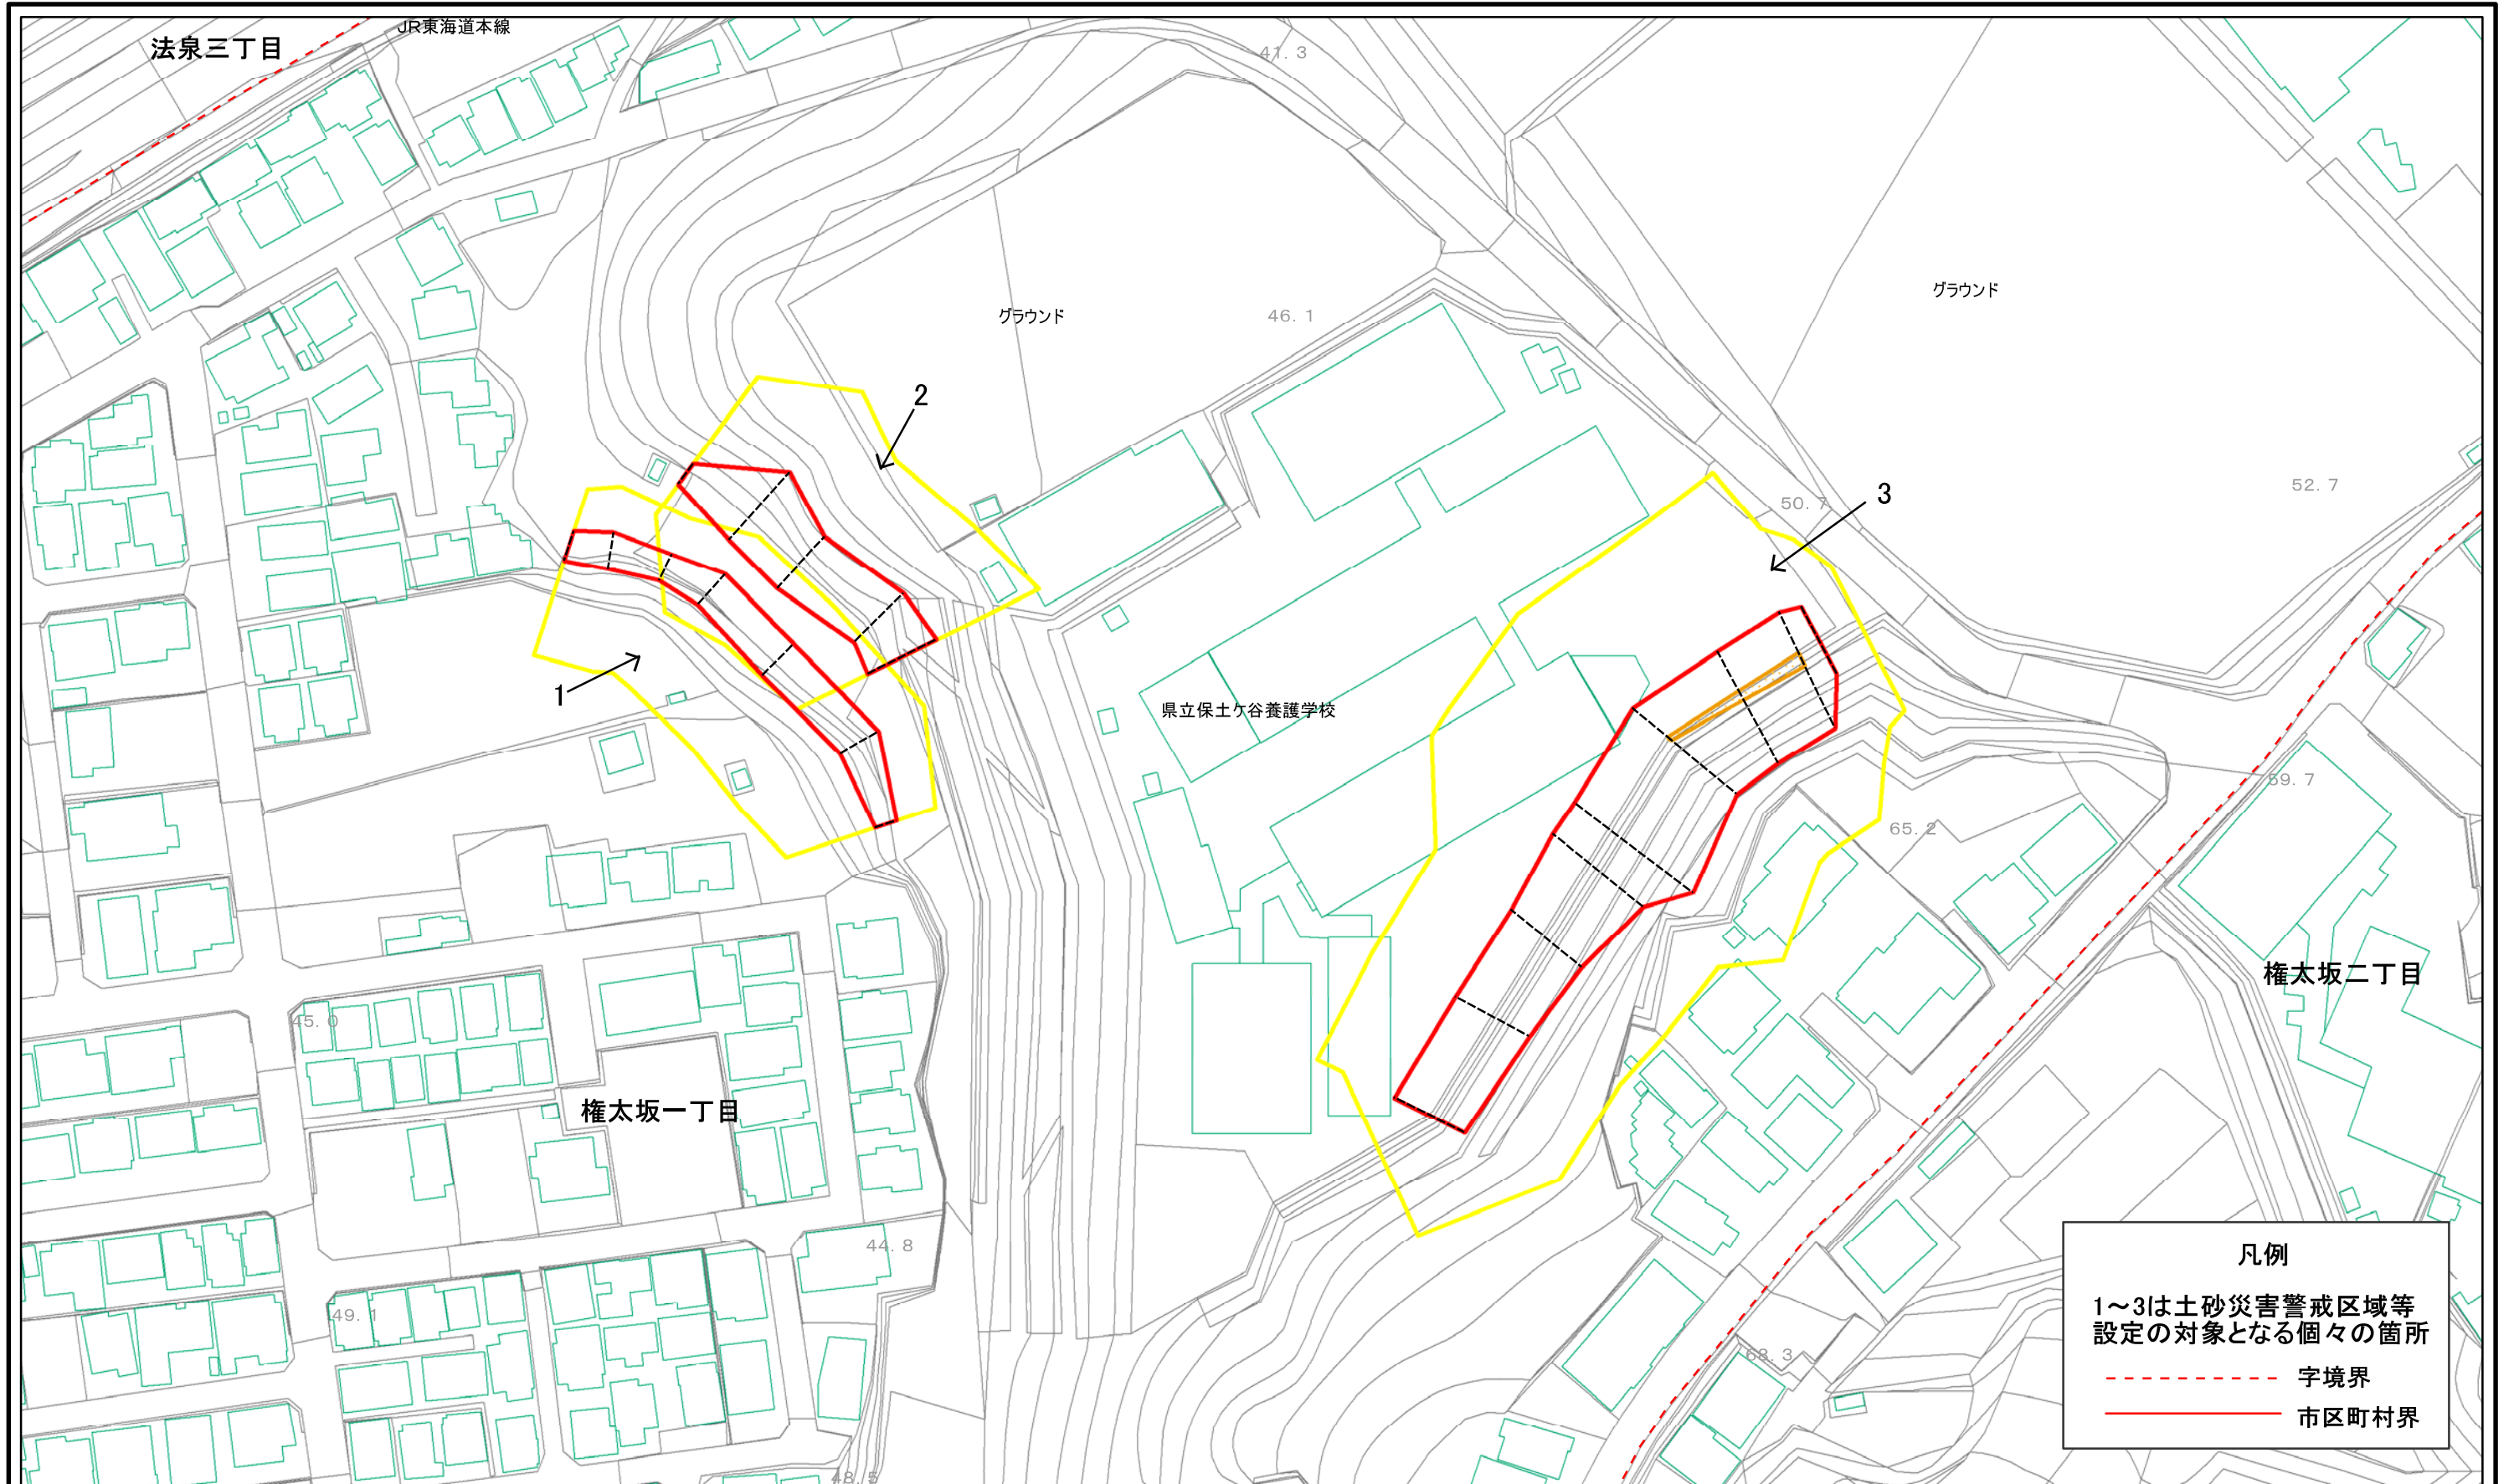 法泉三丁目
JR東海道本線
41.3
グラウンド
46.1
グラウンド
2
50.7
3
52.7
1
県立保土ケ谷養護学校
59.7
65.2
権太坂二丁目
45.0
権太坂一丁目
44.8
49.1
68.3
48.5
凡例
1～3は土砂災害警戒区域等
設定の対象となる個々の箇所
字境界
市区町村界